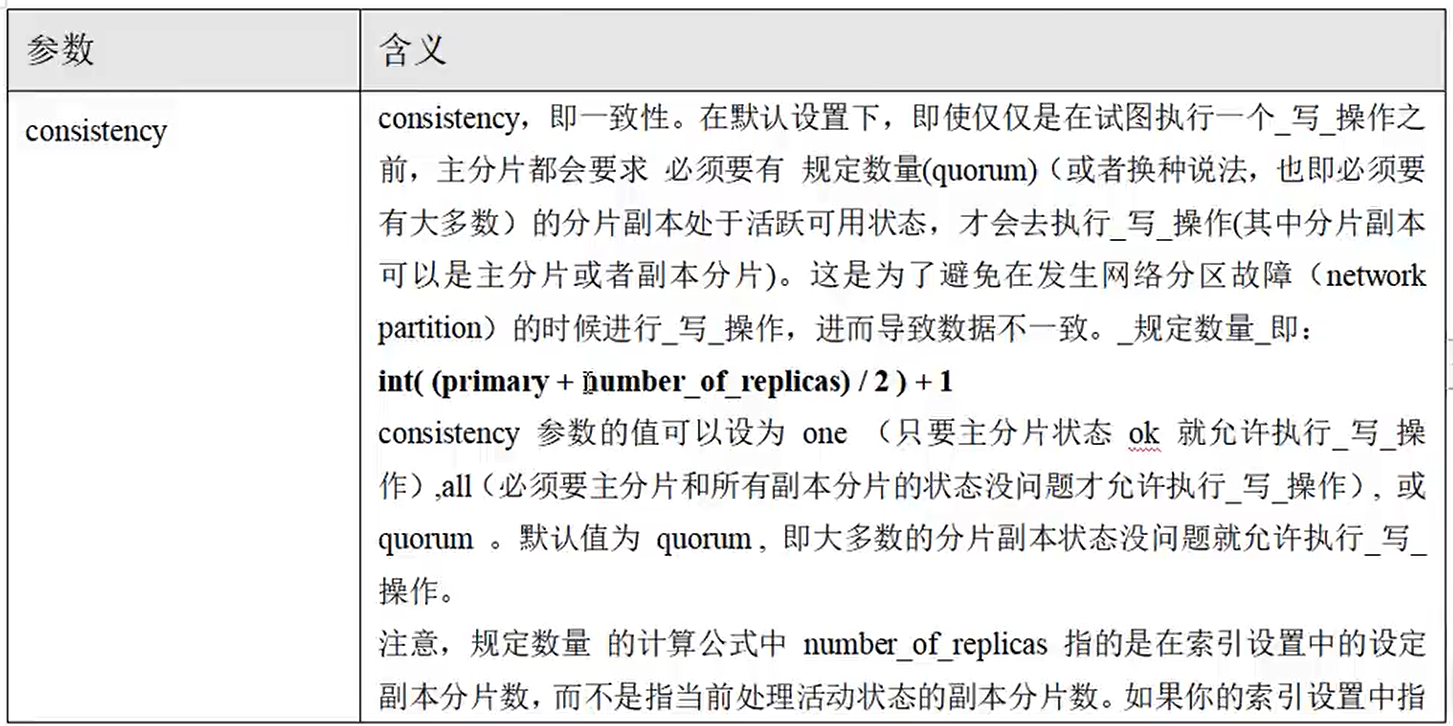 参数
含义
consistency
consistency，即一致性。在默认设置下，即使仅仅是在试图执行一个_写_操作之
前，主分片都会要求 必须要有 规定数量(quorum)（或者换种说法，也即必须要
有大多数）的分片副本处于活跃可用状态，才会去执行_写_操作(其中分片副本
可以是主分片或者副本分片)。这是为了避免在发生网络分区故障（network
partition）的时候进行_写_操作，进而导致数据不一致。_规定数量_即：
int( (primary + number_of_replicas) / 2 ) + 1
consistency 参数的值可以设为 one （只要主分片状态 ok 就允许执行_写_操
作）,all（必须要主分片和所有副本分片的状态没问题才允许执行_写_操作）, 或
quorum 。默认值为 quorum , 即大多数的分片副本状态没问题就允许执行_写_
操作。
注意，规定数量 的计算公式中 number_of_replicas 指的是在索引设置中的设定
副本分片数，而不是指当前处理活动状态的副本分片数。如果你的索引设置中指